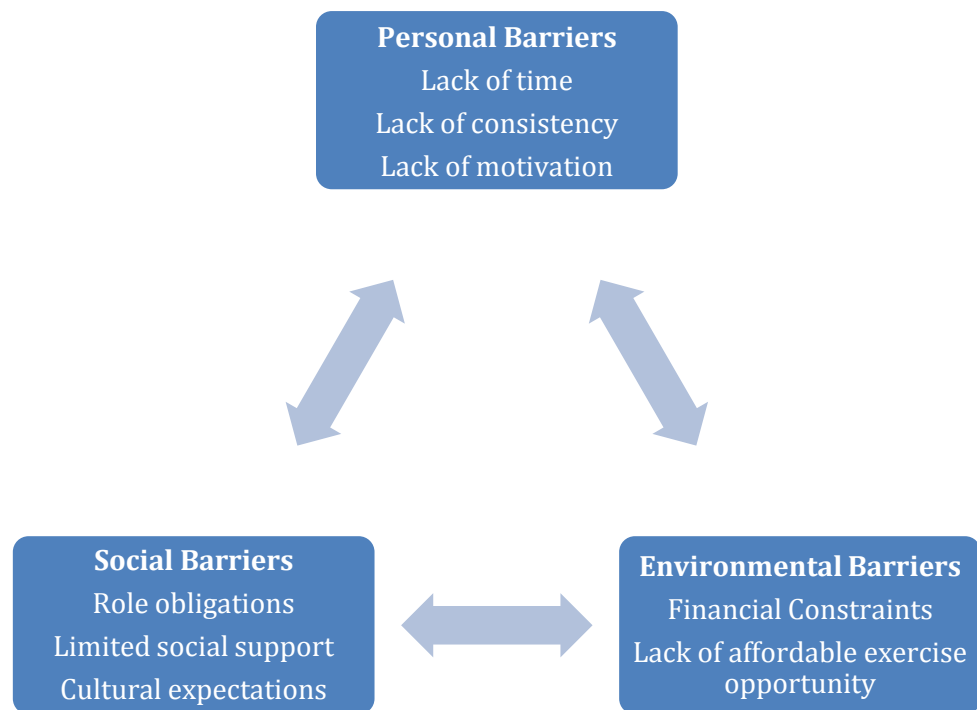 Personal Barriers
Lack of time
Lack of consistency
Lack of motivation
Social Barriers
Role obligations
Limited social support
Cultural expectations
Environmental Barriers
Financial Constraints
Lack of affordable exercise
opportunity